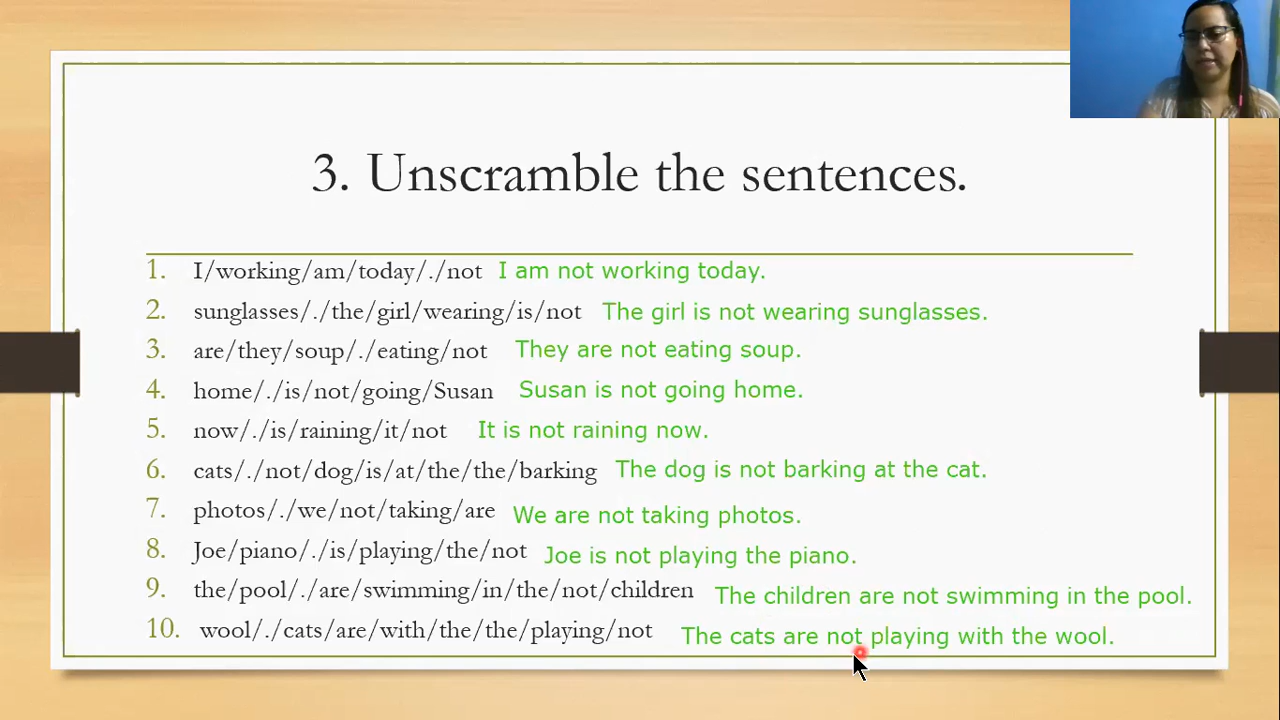 3. Unscramble the sentences.
1. I/working/am/today/./not I am not working today.
2. sunglasses/./the/girl/wearing/is/not The girl is not wearing sunglasses.
3. are/they/soup/./eating/not They are not eating soup.
4. home/./is/not/going/Susan Susan is not going home.
5. now/./is/raining/it/not It is not raining now.
6. cats/./not/dog/is/at/the/the/barking The dog is not barking at the cat.
7. photos/./we/not/taking/are We are not taking photos.
8. Joe/piano/./is/playing/the/not Joe is not playing the piano.
9. the/pool/./are/swimming/in/the/not/children The children are not swimming in the pool.
10. wool/./cats/are/with/the/the/playing/not The cats are not playing with the wool.